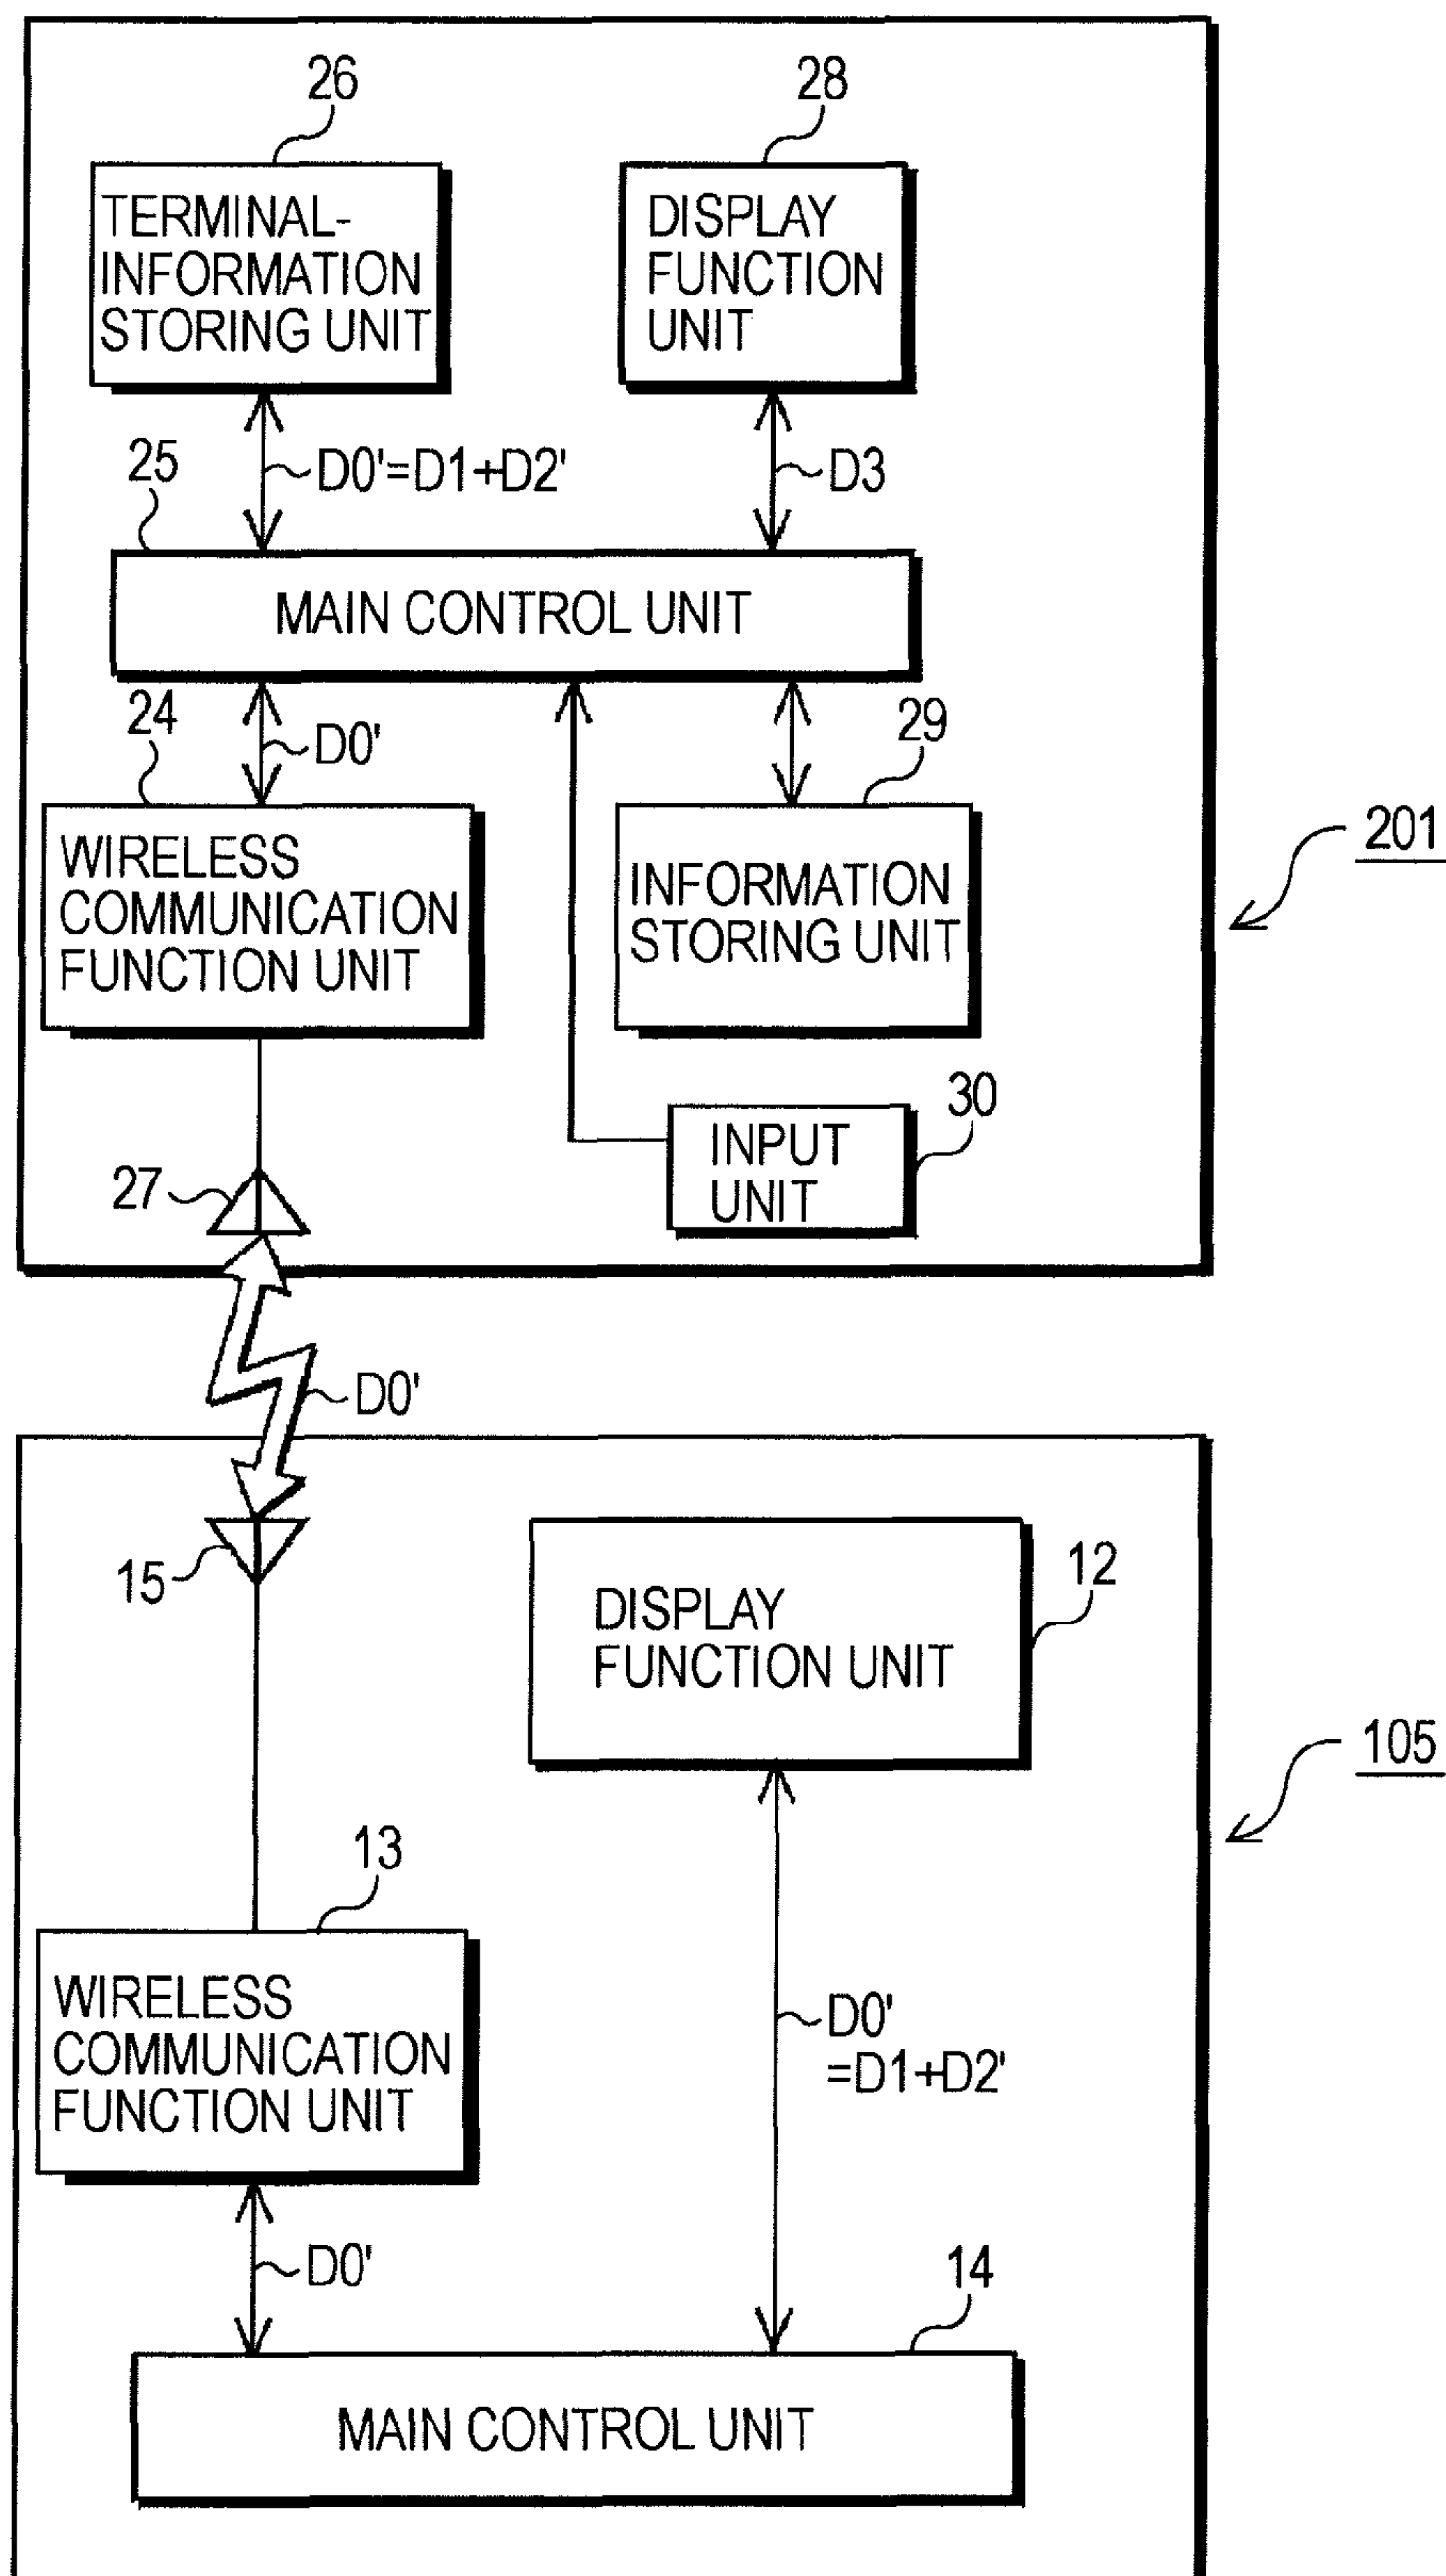 26
28
TERMINAL-
INFORMATION
STORING UNIT
DISPLAY
FUNCTION
UNIT
25
D0'=D1+D2'
D3
MAIN CONTROL UNIT
24
D0'
29
WIRELESS
COMMUNICATION
FUNCTION UNIT
INFORMATION
STORING UNIT
201
30
INPUT
UNIT
27
D0'
15
12
DISPLAY
FUNCTION UNIT
105
13
WIRELESS
COMMUNICATION
FUNCTION UNIT
D0'
=D1+D2'
D0'
14
MAIN CONTROL UNIT